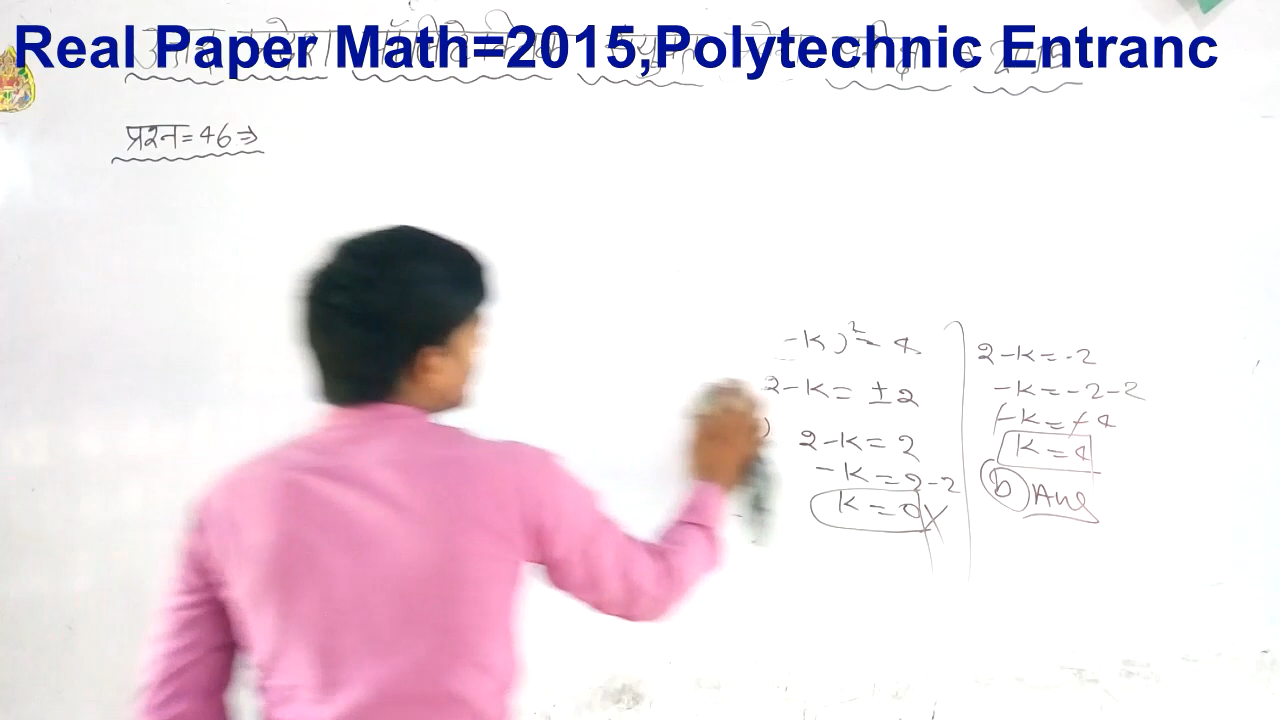 Real Paper Math=2015,Polytechnic Entranc
प्रश्न=46⇒
-K)²=4
2-K=±2
) 2-K=2
-K=2-2
K=0
2-K=-2
-K=-2-2
-K=-4
K=4
b) Ans